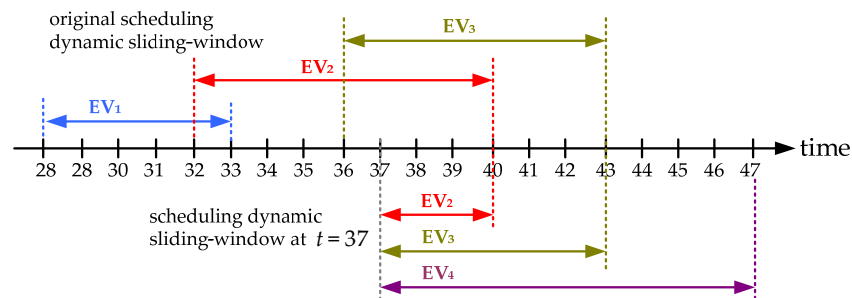 original scheduling
dynamic sliding-window
EV3
EV2
EV1
28 28 30 31 32 33 34 35 36 37 38 39 40 41 42 43 44 45 46 47 time
scheduling dynamic
sliding-window at t = 37
EV2
EV3
EV4